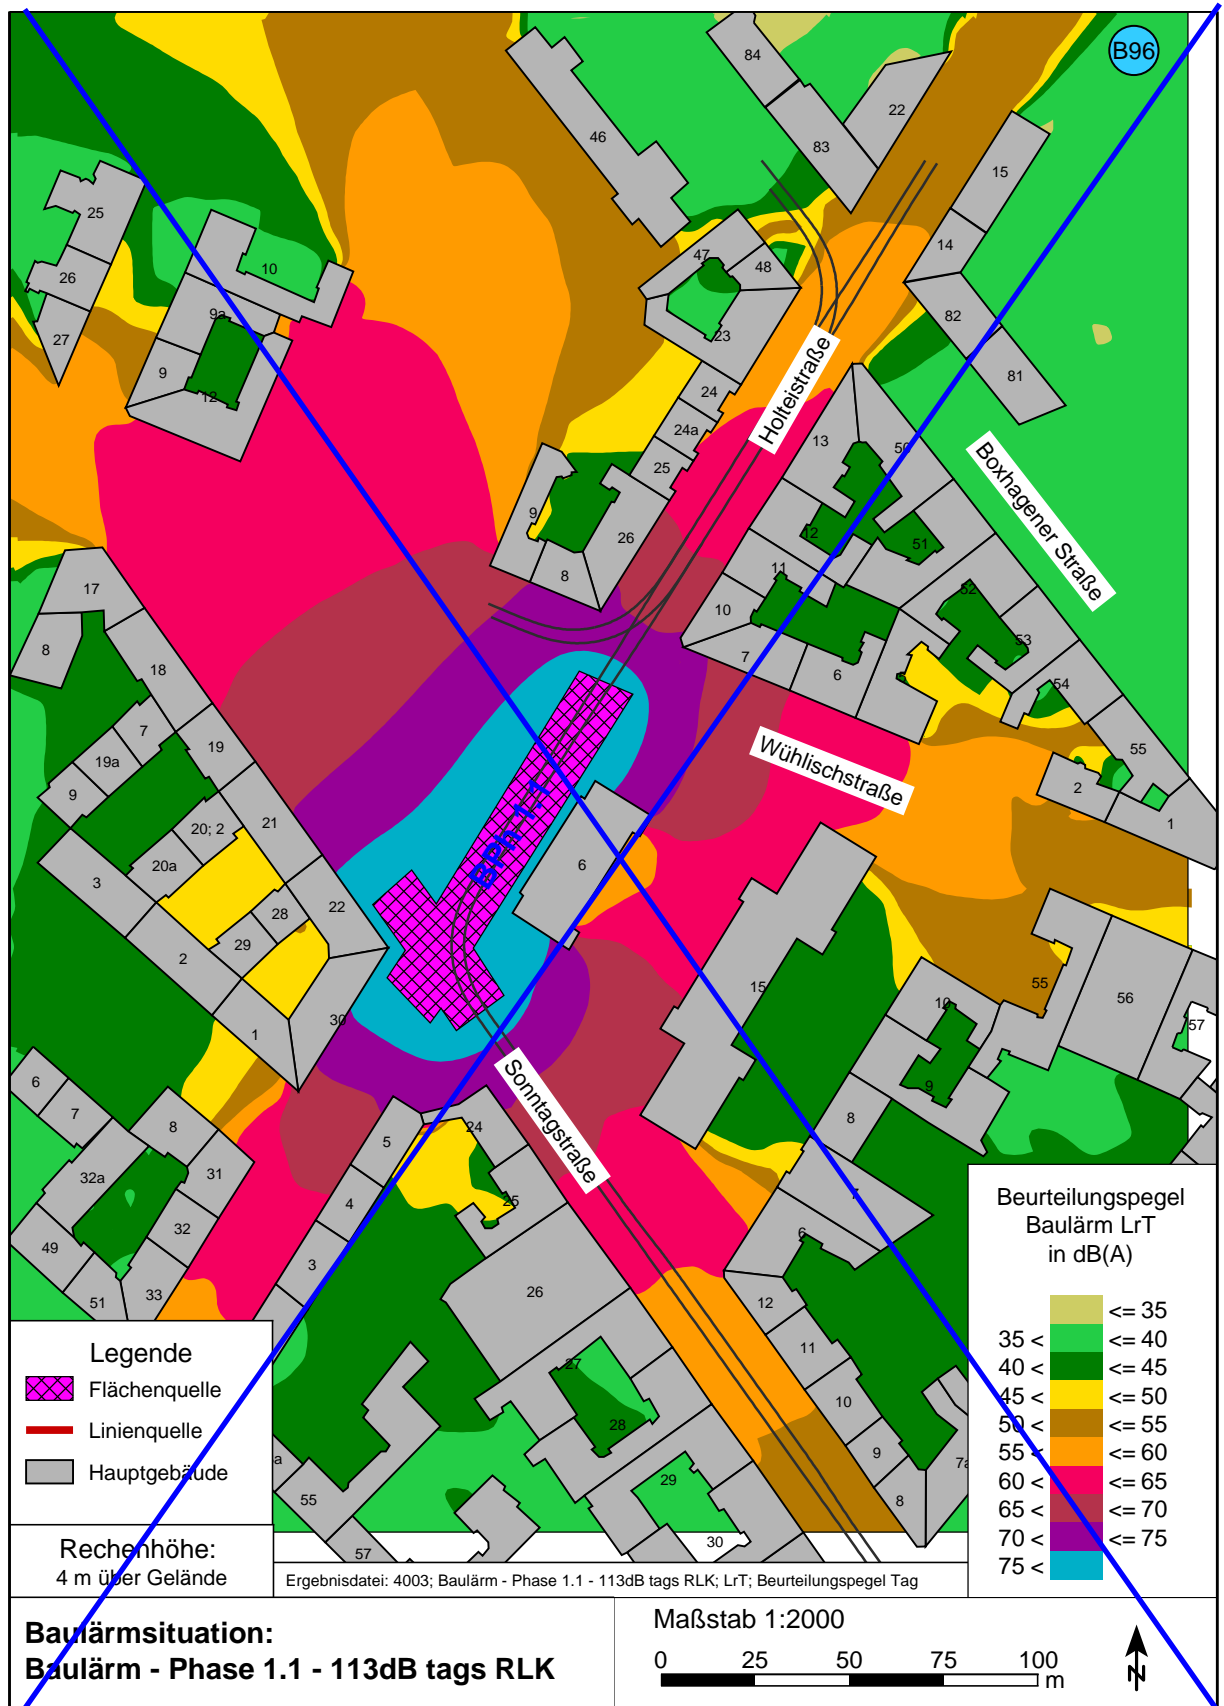 B96
84
22
46
83
15
25
14
47
48
10
26
9a
82
23
27
81
9
12
24
Holteistraße
24a
13
50
25
Boxhagener Straße
9
26
12
51
8
11
17
52
10
53
8
7
6
54
18
7
19
55
19a
Wühlischstraße
9
2
BPh 1.1
20; 2
21
1
6
20a
3
28
22
29
2
15
55
56
10
30
57
1
Sonntagstraße
6
9
7
8
5
24
8
31
32a
4
25
7
32
6
49
3
26
12
51
33
11
27
10
28
9
7a
29
a
55
8
30
57
Beurteilungspegel
Baulärm LrT
in dB(A)
<= 35
35 < <= 40
40 < <= 45
45 < <= 50
50 < <= 55
55 < <= 60
60 < <= 65
65 < <= 70
70 < <= 75
75 <
Legende
Flächenquelle
Linienquelle
Hauptgebäude
Rechenhöhe:
4 m über Gelände
Ergebnisdatei: 4003; Baulärm - Phase 1.1 - 113dB tags RLK; LrT; Beurteilungspegel Tag
Baulärmsituation:
Baulärm - Phase 1.1 - 113dB tags RLK
Maßstab 1:2000
0 25 50 75 100
m
N